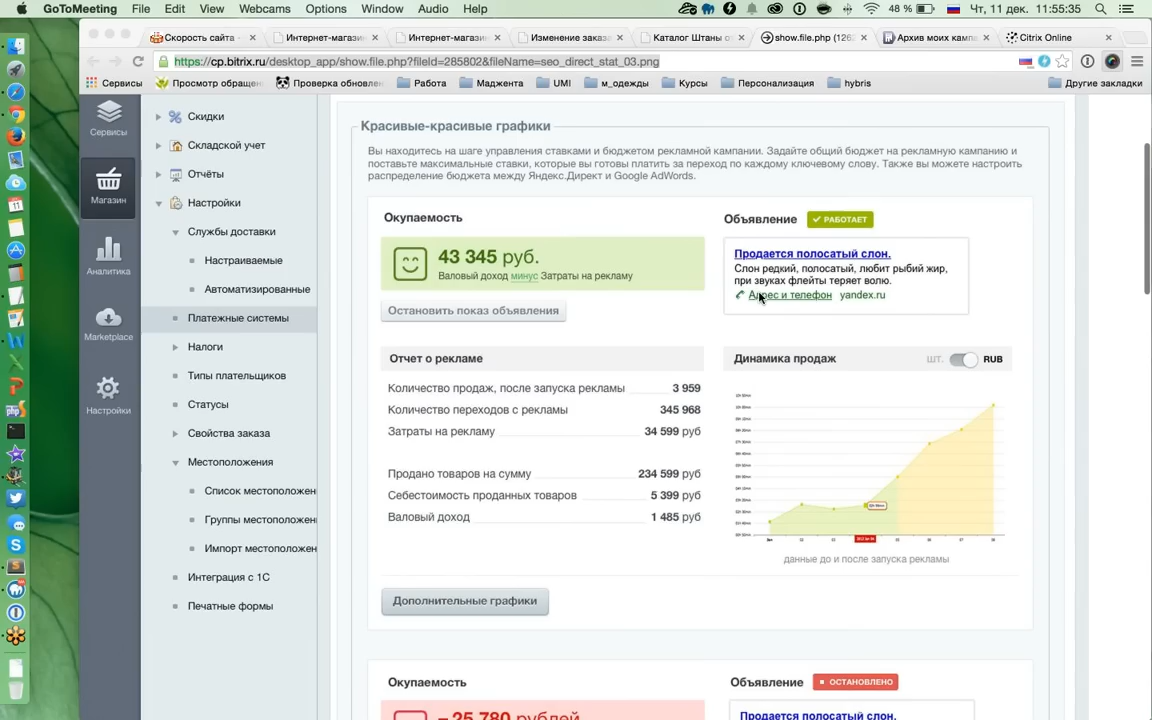 GoToMeeting File Edit View Webcams Options Window Audio Help
48 %
Чт, 11 дек. 11:55:35
Скорость сайта -
Интернет-магази
Интернет-магази
Изменение заказ
Каталог Штаны о
show.file.php (126
Архив моих камп
Citrix Online
https://cp.bitrix.ru/desktop_app/show.file.php?fileId=285802&fileName=seo_direct_stat_03.png
Сервисы
Просмотр обращен
Проверка обновлен
Работа
Маджента
UMI
м_одежды
Курсы
Персонализация
hybris
Другие закладки
Сервисы
Магазин
Аналитика
Marketplace
Настройки
Скидки
Складской учет
Отчёты
Настройки
Службы доставки
Настраиваемые
Автоматизированные
Платежные системы
Налоги
Типы плательщиков
Статусы
Свойства заказа
Местоположения
Список местоположен
Группы местоположен
Импорт местоположен
Интеграция с 1С
Печатные формы
Красивые-красивые графики
Вы находитесь на шаге управления ставками и бюджетом рекламной кампании. Задайте общий бюджет на рекламную кампанию и
поставьте максимальные ставки, которые вы готовы платить за переход по каждому ключевому слову. Также вы можете настроить
распределение бюджета между Яндекс.Директ и Google AdWords.
Окупаемость
43 345 руб.
Валовый доход минус Затраты на рекламу
Остановить показ объявления
Объявление
РАБОТАЕТ
Продается полосатый слон.
Слон редкий, полосатый, любит рыбий жир,
при звуках флейты теряет волю.
Адрес и телефон yandex.ru
Отчет о рекламе
Количество продаж, после запуска рекламы 3 959
Количество переходов с рекламы 345 968
Затраты на рекламу 34 599 руб
Продано товаров на сумму 234 599 руб
Себестоимость проданных товаров 5 399 руб
Валовый доход 1 485 руб
Динамика продаж
ШТ. RUB
данные до и после запуска рекламы
Дополнительные графики
Окупаемость
– 25 780 рублей
Объявление
ОСТАНОВЛЕНО
Продается полосатый слон.